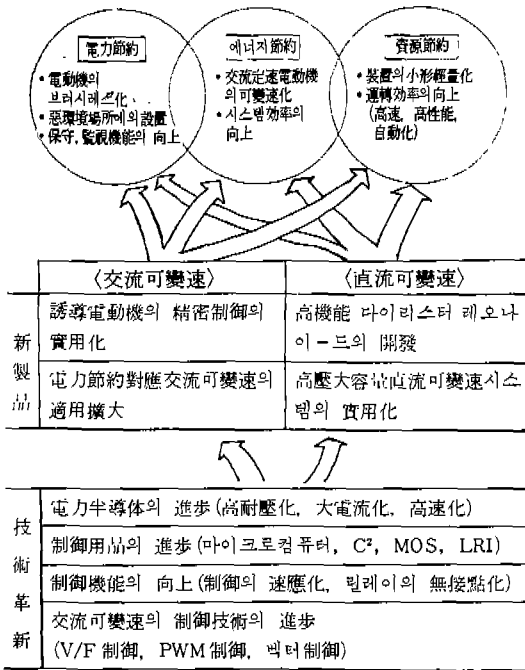 電力節約
• 電動機의
브러시레스化
• 惡環境場所에의 設置
• 保守, 監視機能의 向上
에너지節約
• 交流定速電動機
의 可變速化
• 시스템效率의
向上
資源節約
• 裝置의 小形輕量化
• 運轉效率의 向上
(高速, 高性能,
自動化)
〈交流可變速〉
〈直流可變速〉
新製品
誘導電動機의 精密制御의
實用化
高機能 다이리스터 레오나
이-드의 開發
電力節約對應交流可變速의
適用擴大
高壓大容量直流可變速시스
템의 實用化
技術革新
電力半導体의 進步(高耐壓化, 大電流化, 高速化)
制御用品의 進步(마이크로컴퓨터, C², MOS, LRI)
制御機能의 向上(制御의 速應化, 릴레이의 無接點化)
交流可變速의 制御技術의 進步
(V/F 制御, PWM 制御, 벡터制御)